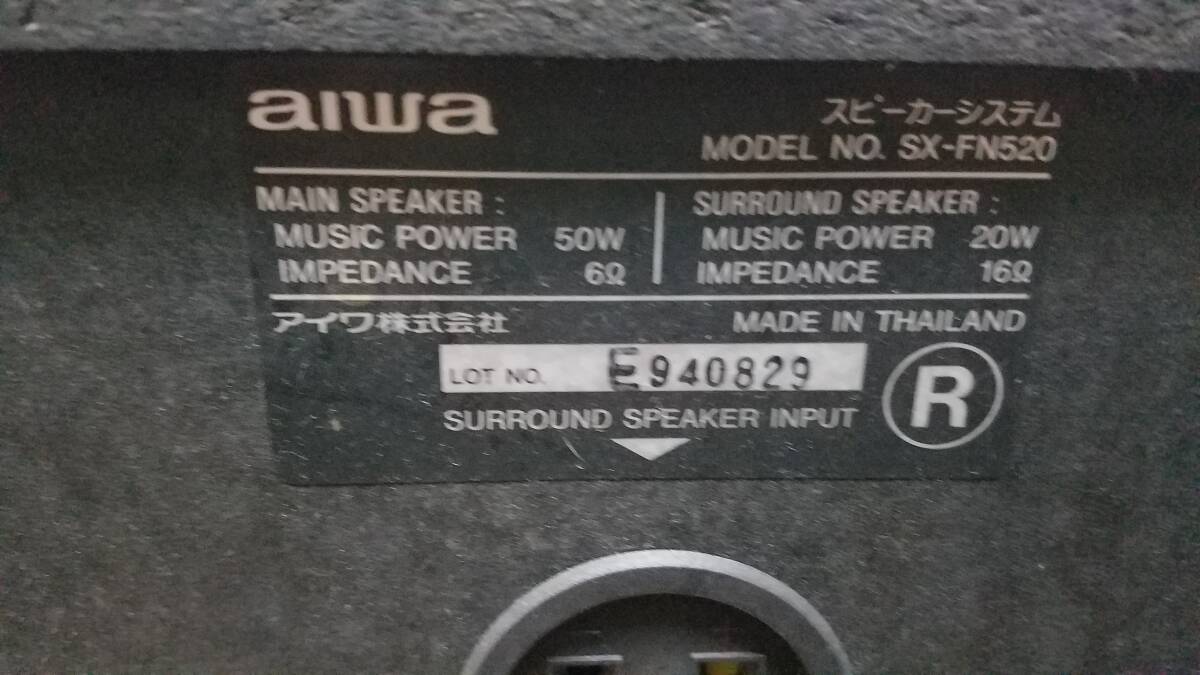 aiwa
スピーカーシステム
MODEL NO. SX-FN520
MAIN SPEAKER :
MUSIC POWER 50W
IMPEDANCE 6Ω
SURROUND SPEAKER :
MUSIC POWER 20W
IMPEDANCE 16Ω
アイワ株式会社
MADE IN THAILAND
LOT NO. E940829
SURROUND SPEAKER INPUT
R